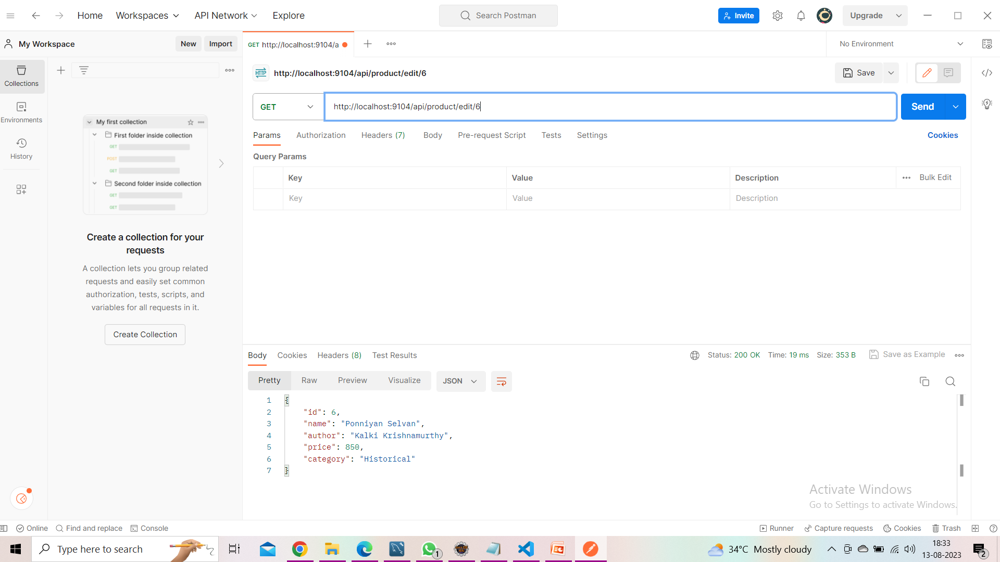 Home Workspaces API Network Explore Search Postman Invite Upgrade
My Workspace New Import GET http://localhost:9104/a No Environment
HTTP http://localhost:9104/api/product/edit/6 Save
Collections
Environments
History
My first collection
First folder inside collection
GET
POST
GET
Second folder inside collection
GET
GET
Create a collection for your
requests
A collection lets you group related
requests and easily set common
authorization, tests, scripts, and
variables for all requests in it.
Create Collection
GET http://localhost:9104/api/product/edit/6 Send
Params Authorization Headers (7) Body Pre-request Script Tests Settings Cookies
Query Params
Key Value Description Bulk Edit
Key Value Description
Body Cookies Headers (8) Test Results Status: 200 OK Time: 19 ms Size: 353 B Save as Example
Pretty Raw Preview Visualize JSON
1 {
2 "id": 6,
3 "name": "Ponniyan Selvan",
4 "author": "Kalki Krishnamurthy",
5 "price": 850,
6 "category": "Historical"
7 }
Activate Windows
Go to Settings to activate Windows.
Online Find and replace Console Runner Capture requests Cookies Trash
Type here to search 1 34°C Mostly cloudy 18:33
13-08-2023 2